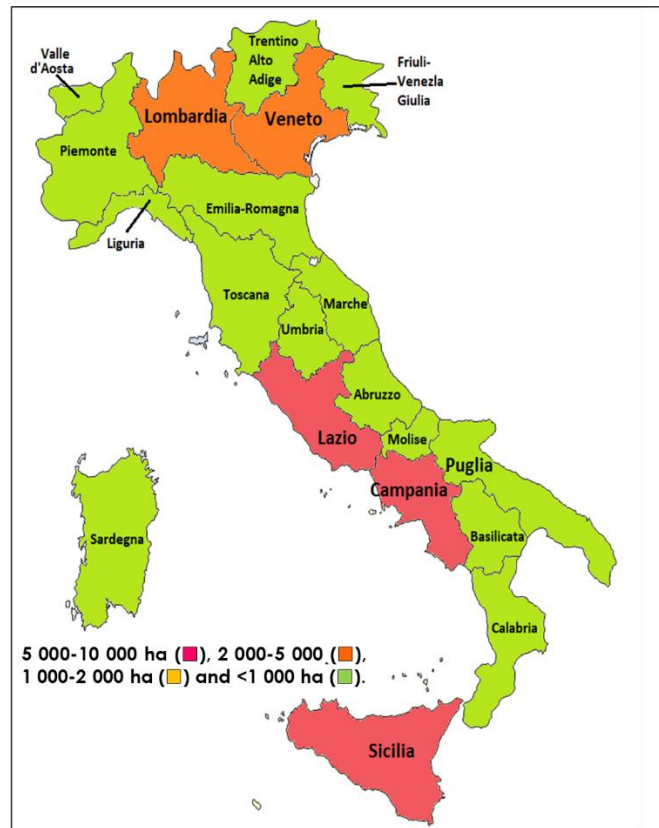 Valle
d'Aosta
Trentino
Alto
Adige
Friuli-
Venezla
Giulia
Lombardia
Veneto
Piemonte
Emilia-Romagna
Liguria
Toscana
Marche
Umbria
Abruzzo
Lazio
Molise
Puglia
Campania
Basilicata
Sardegna
Calabria
5 000-10 000 ha (■), 2 000-5 000 (■),
1 000-2 000 ha (■) and <1 000 ha (■).
Sicilia